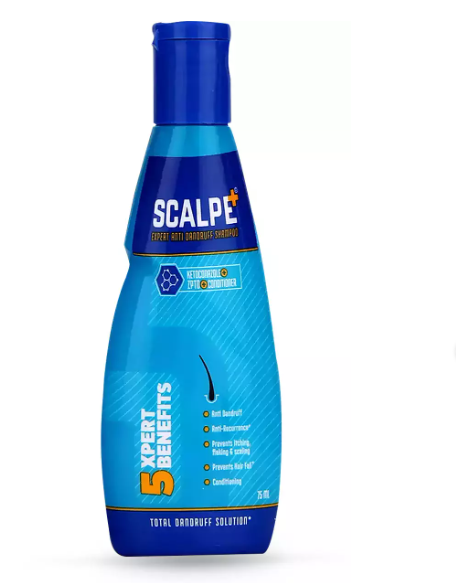 SCALPE+
EXPERT ANTI DANDRUFF SHAMPOO
KETOCONAZOLE +
ZPTO + CONDITIONER
5 XPERT
BENEFITS
Anti Dandruff
Anti-Recurrence*
Prevents Itching,
flaking & scaling
Prevents Hair Fall*
Conditioning
75 ML
TOTAL DANDRUFF SOLUTION*